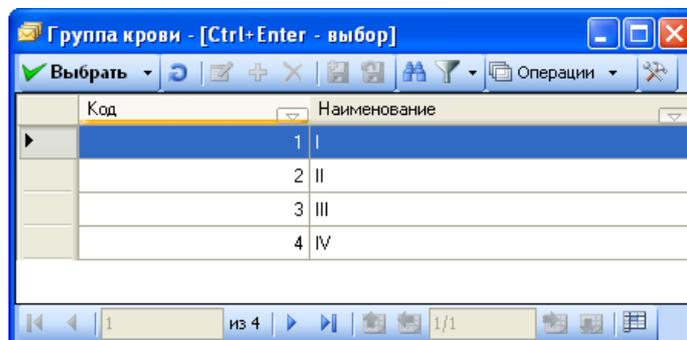 Группа крови - [Ctrl+Enter - выбор]
Выбрать Операции
Код Наименование
1 I
2 II
3 III
4 IV
1 из 4 1/1